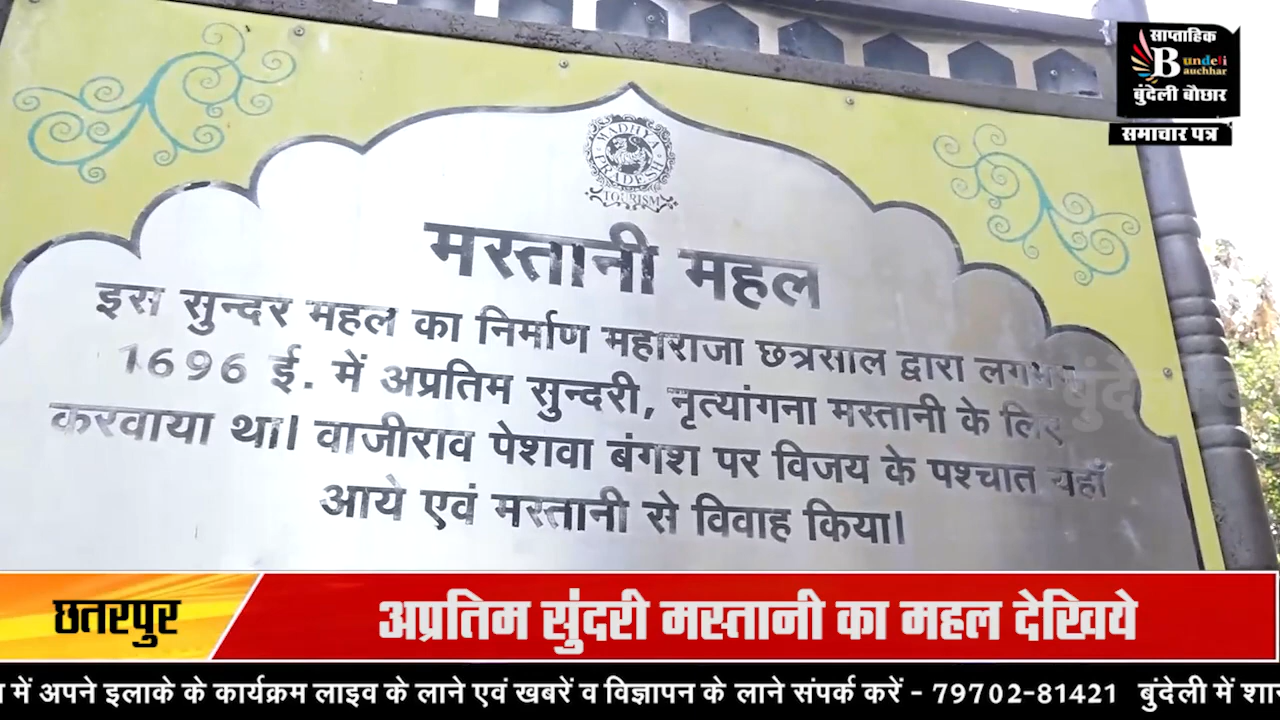 साप्ताहिक
Bundeli
Bauchhar
बुंदेली बौछार
समाचार पत्र
MADHYA PRADESH
TOURISM
मस्तानी महल
इस सुन्दर महल का निर्माण महाराजा छत्रसाल द्वारा लगभग
1696 ई. में अप्रतिम सुन्दरी, नृत्यांगना मस्तानी के लिए
करवाया था। वाजीराव पेशवा बंगश पर विजय के पश्चात यहाँ
आये एवं मस्तानी से विवाह किया।
छतरपुर
अप्रतिम सुंदरी मस्तानी का महल देखिये
में अपने इलाके के कार्यक्रम लाइव के लाने एवं खबरें व विज्ञापन के लाने संपर्क करें - 79702-81421 बुंदेली में